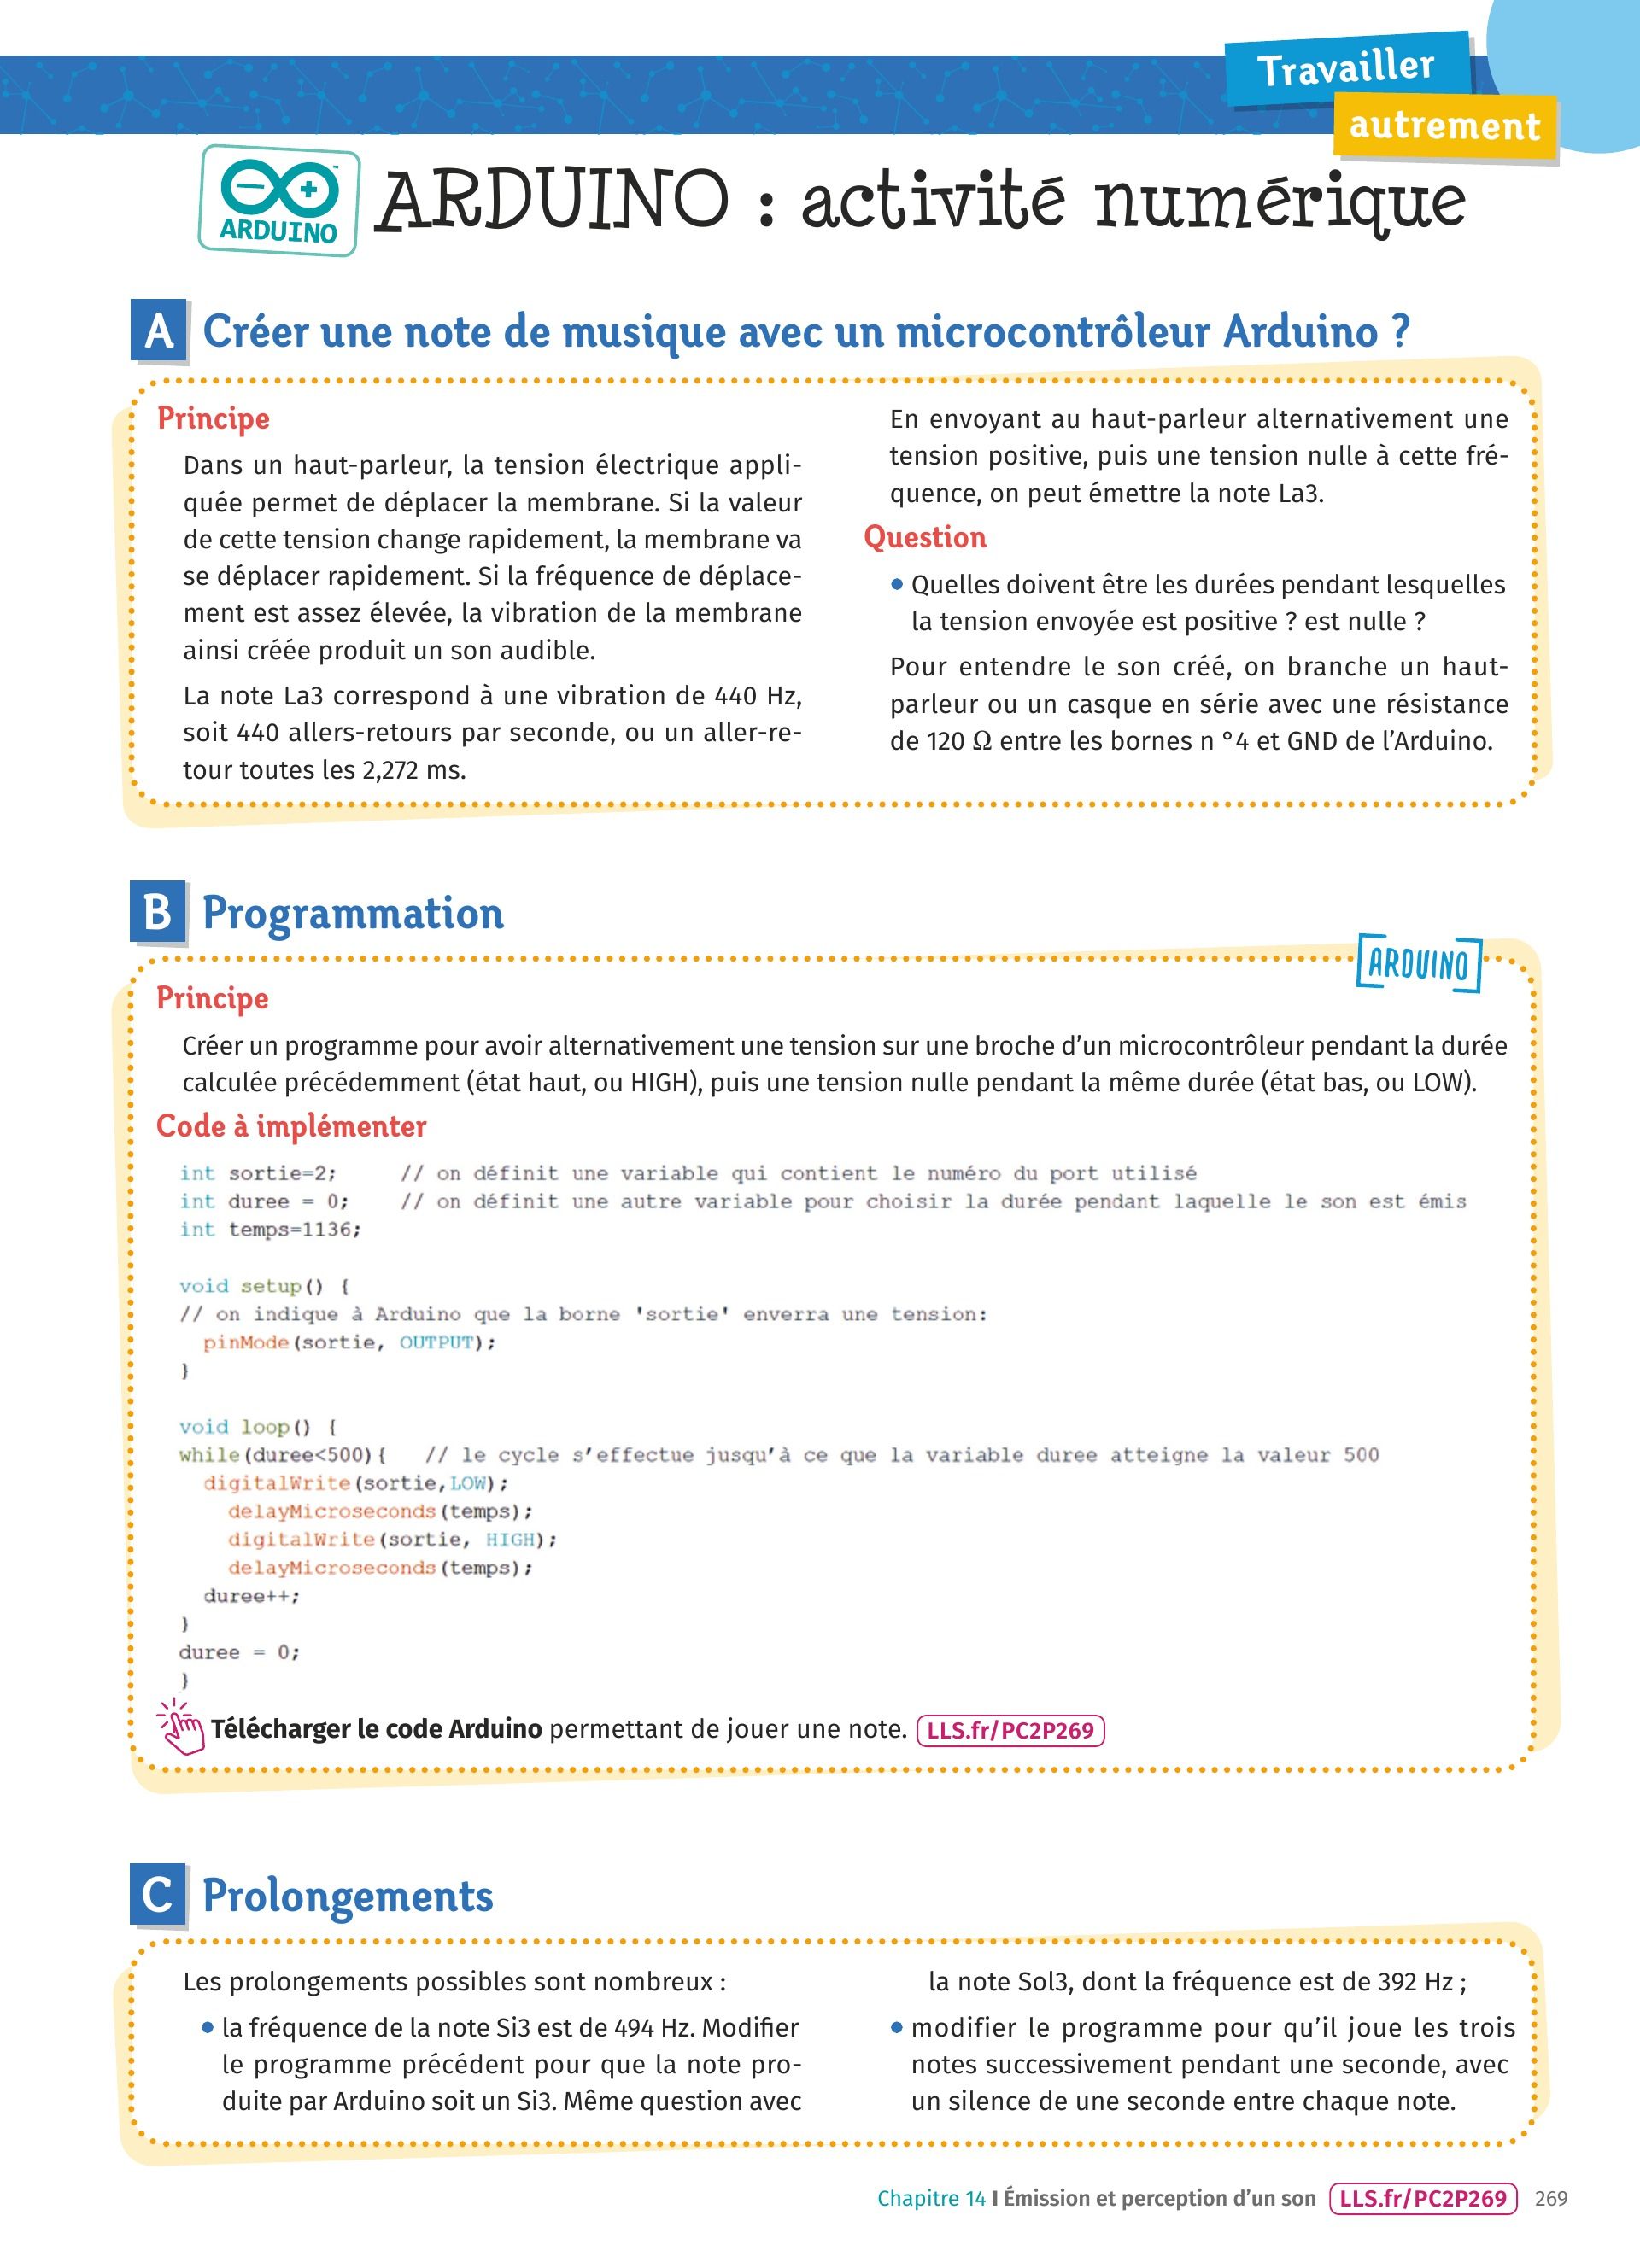 Travailler
autrement
ARDUINO
ARDUINO : activité numérique
A Créer une note de musique avec un microcontrôleur Arduino ?
Principe
Dans un haut-parleur, la tension électrique appli-
quée permet de déplacer la membrane. Si la valeur
de cette tension change rapidement, la membrane va
se déplacer rapidement. Si la fréquence de déplace-
ment est assez élevée, la vibration de la membrane
ainsi créée produit un son audible.
La note La3 correspond à une vibration de 440 Hz,
soit 440 allers-retours par seconde, ou un aller-re-
tour toutes les 2,272 ms.
En envoyant au haut-parleur alternativement une
tension positive, puis une tension nulle à cette fré-
quence, on peut émettre la note La3.
Question
• Quelles doivent être les durées pendant lesquelles
la tension envoyée est positive ? est nulle ?
Pour entendre le son créé, on branche un haut-
parleur ou un casque en série avec une résistance
de 120 Ω entre les bornes n °4 et GND de l'Arduino.
B Programmation
ARDUINO
Principe
Créer un programme pour avoir alternativement une tension sur une broche d'un microcontrôleur pendant la durée
calculée précédemment (état haut, ou HIGH), puis une tension nulle pendant la même durée (état bas, ou LOW).
Code à implémenter
int sortie=2; // on définit une variable qui contient le numéro du port utilisé
int duree = 0; // on définit une autre variable pour choisir la durée pendant laquelle le son est émis
int temps=1136;
void setup() {
// on indique à Arduino que la borne 'sortie' enverra une tension:
pinMode(sortie, OUTPUT);
}
void loop() {
while(duree<500){ // le cycle s'effectue jusqu'à ce que la variable duree atteigne la valeur 500
digitalWrite(sortie,LOW);
delayMicroseconds(temps);
digitalWrite(sortie, HIGH);
delayMicroseconds(temps);
duree++;
}
duree = 0;
}
Télécharger le code Arduino permettant de jouer une note. LLS.fr/PC2P269
C Prolongements
Les prolongements possibles sont nombreux :
• la fréquence de la note Si3 est de 494 Hz. Modifier
le programme précédent pour que la note pro-
duite par Arduino soit un Si3. Même question avec
la note Sol3, dont la fréquence est de 392 Hz ;
• modifier le programme pour qu'il joue les trois
notes successivement pendant une seconde, avec
un silence de une seconde entre chaque note.
Chapitre 14 I Émission et perception d'un son LLS.fr/PC2P269 269